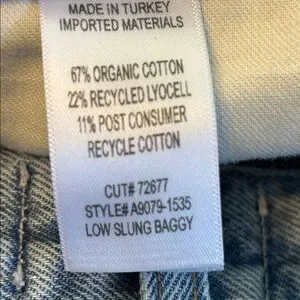 MADE IN TURKEY
IMPORTED MATERIALS
67% ORGANIC COTTON
22% RECYCLED LYOCELL
11% POST CONSUMER
RECYCLE COTTON
CUT# 72677
STYLE# A9079-1535
LOW SLUNG BAGGY